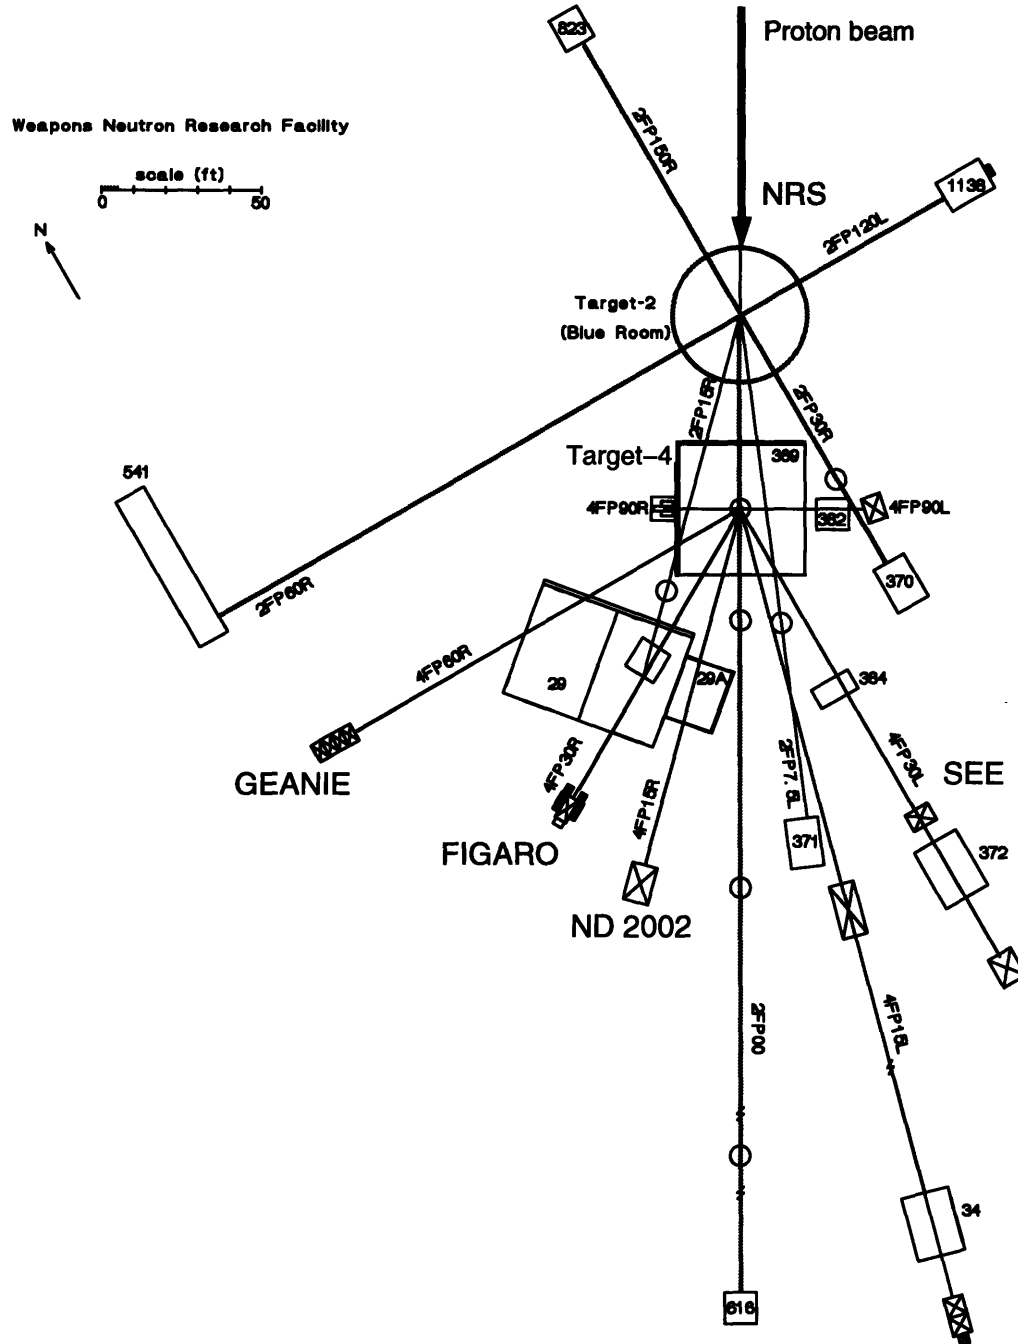 823
Proton beam
Weapons Neutron Research Facility
2FP150R
scale (ft)
0 50
1138
NRS
2FP120L
N
Target-2
(Blue Room)
2FP15R
2FP30R
Target-4
369
541
4FP90R
382
4FP90L
370
2FP60R
4FP60R
29
29A
384
GEANIE
4FP30R
4FP15R
2FP7.5L
4FP30L
SEE
371
372
FIGARO
ND 2002
2FP00
4FP15L
34
616